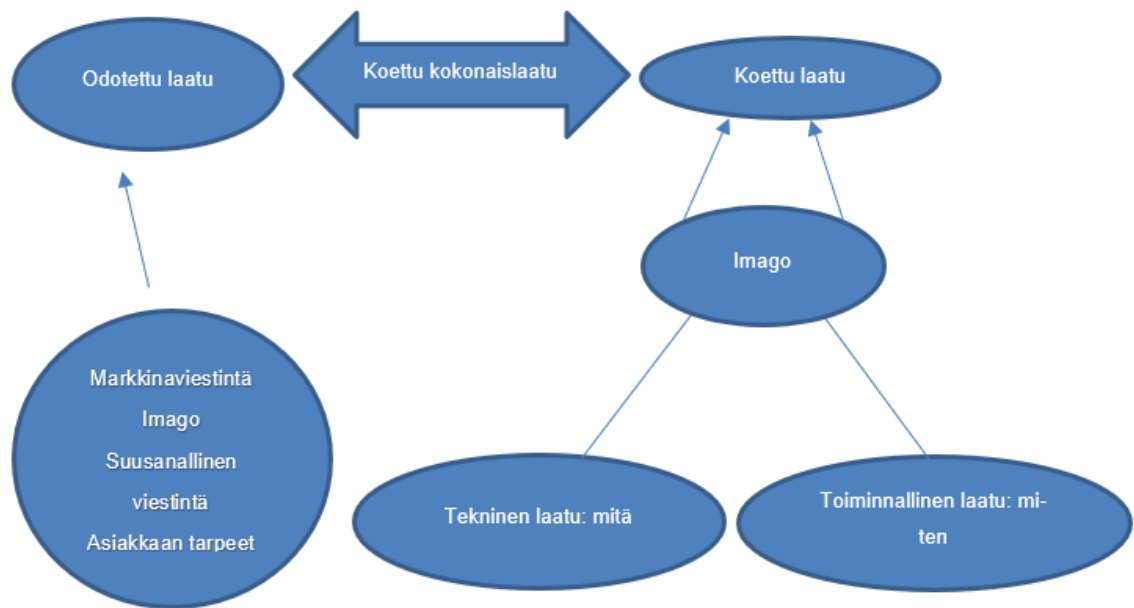 Odotettu laatu
Koettu kokonaislaatu
Koettu laatu
Imago
Markkinaviestintä
Imago
Suusanallinen
viestintä
Asiakkaan tarpeet
Tekninen laatu: mitä
Toiminnallinen laatu: mi-
ten